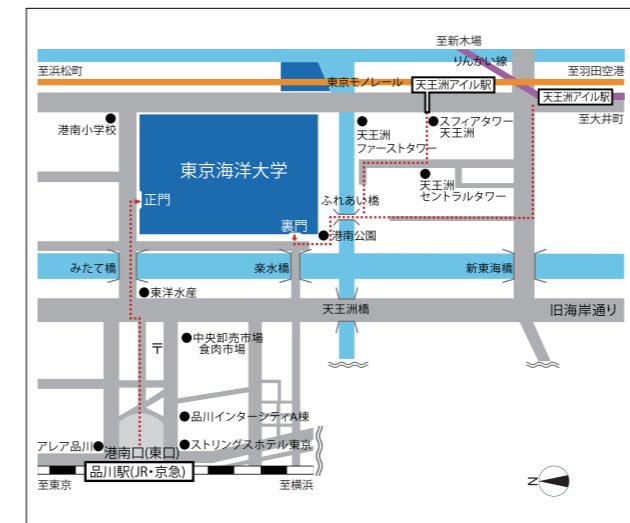 至新木場
りんかい線
至浜松町
東京モノレール
天王洲アイル駅
至羽田空港
天王洲アイル駅
至大井町
港南小学校
天王洲
ファーストタワー
スフィアタワー
天王洲
東京海洋大学
天王洲
セントラルタワー
正門
ふれあい橋
裏門
港南公園
みたて橋
楽水橋
新東海橋
東洋水産
天王洲橋
旧海岸通り
〒
中央卸売市場
食肉市場
品川インターシティA棟
アレア品川
港南口(東口)
ストリングスホテル東京
品川駅(JR・京急)
至東京
至横浜
N